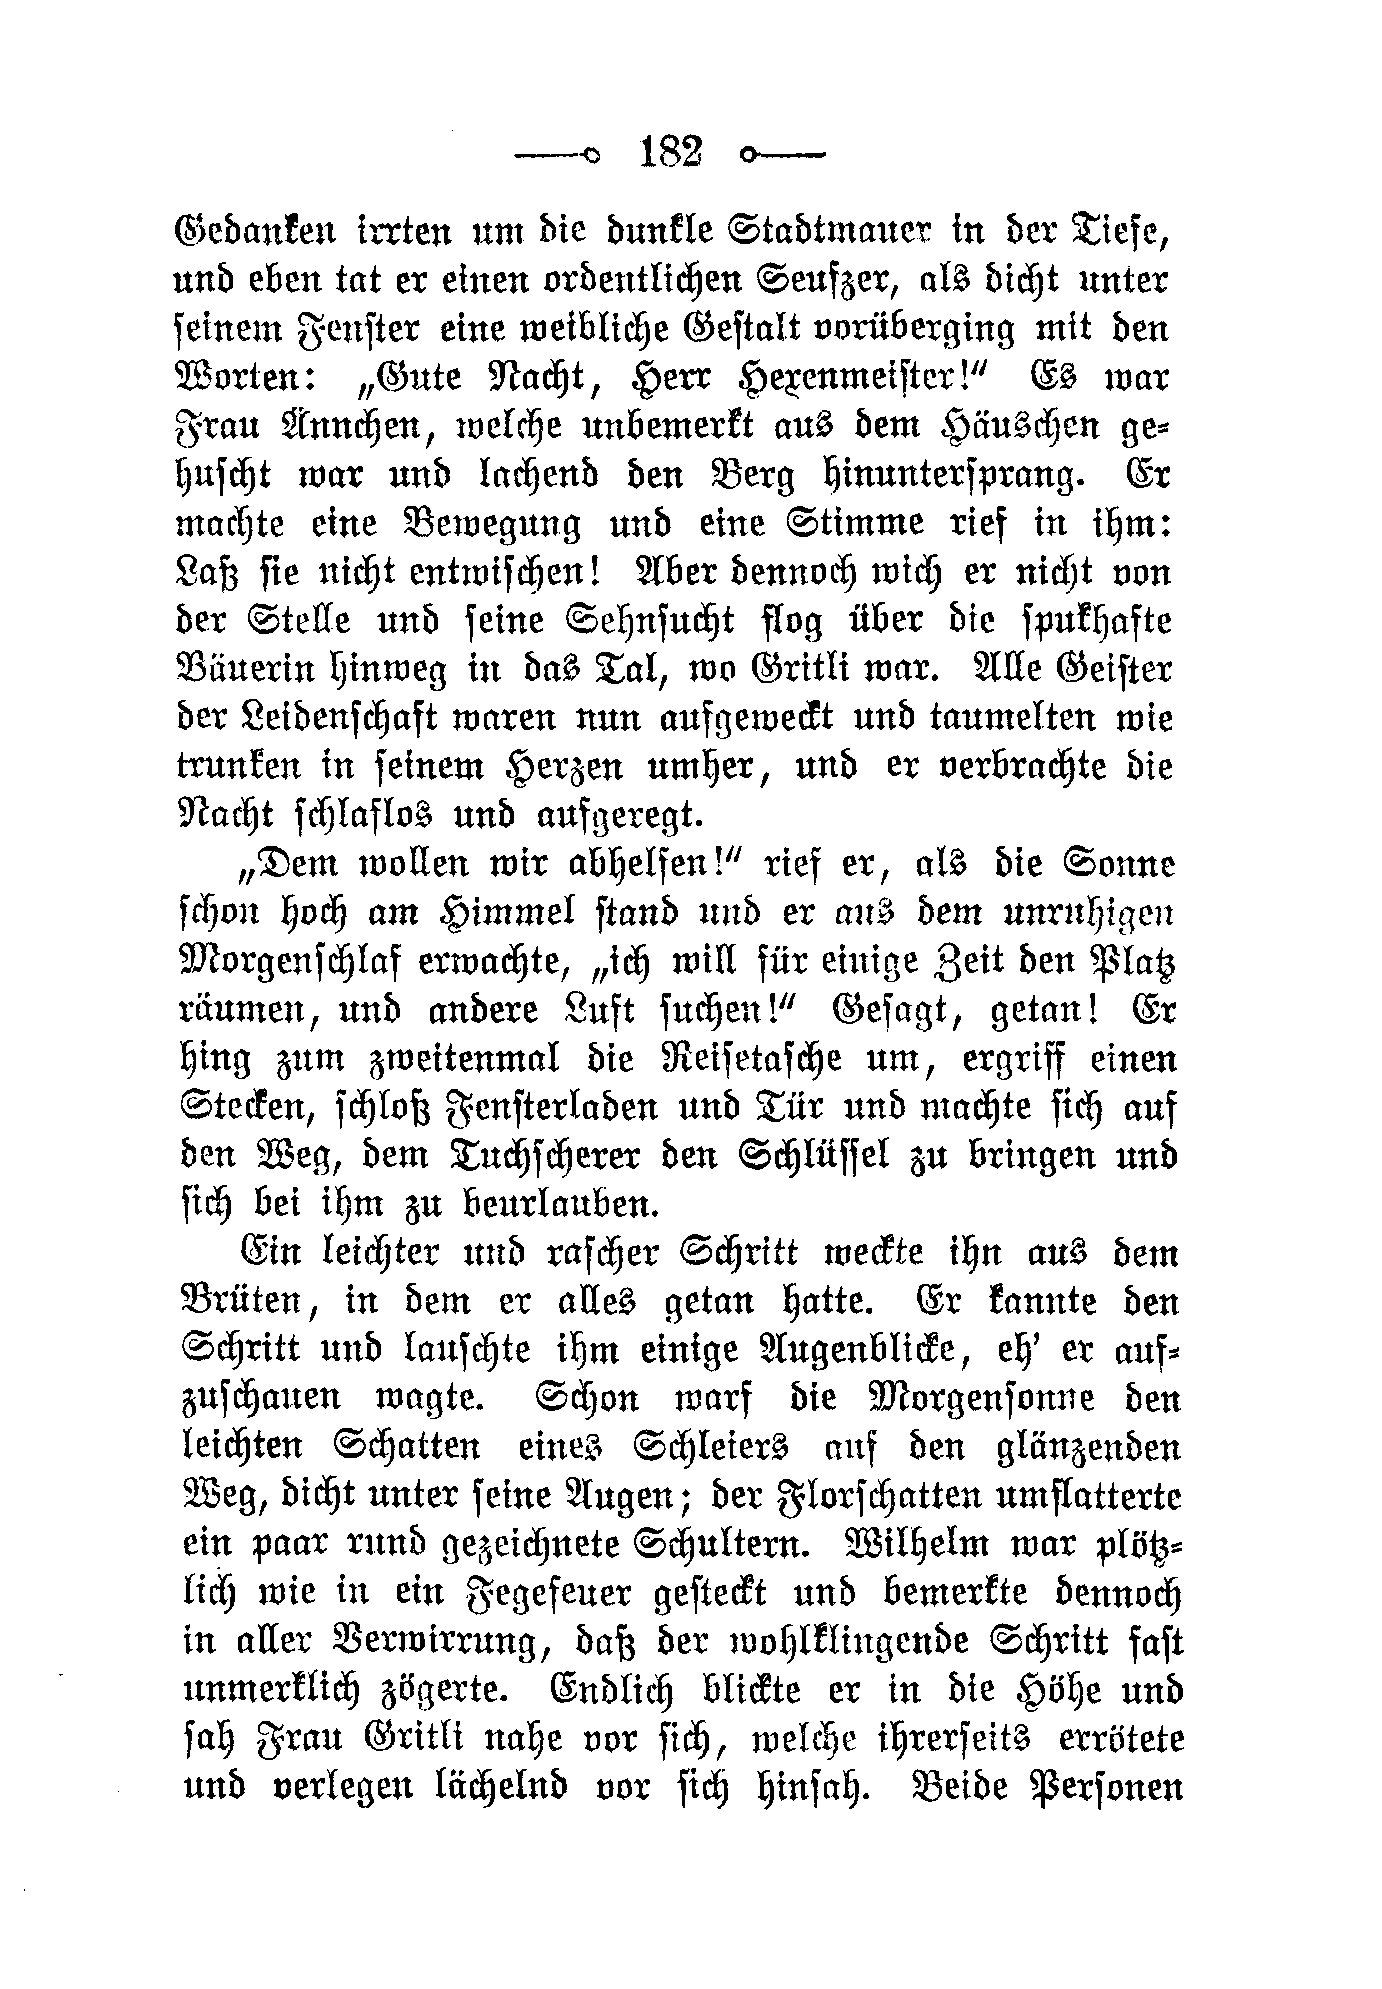 182
Gedanken irrten um die dunkle Stadtmauer in der Tiefe,
und eben tat er einen ordentlichen Seufzer, als dicht unter
seinem Fenster eine weibliche Gestalt vorüberging mit den
Worten: „Gute Nacht, Herr Hexenmeister!“ Es war
Frau Ännchen, welche unbemerkt aus dem Häuschen ge-
huscht war und lachend den Berg hinuntersprang. Er
machte eine Bewegung und eine Stimme rief in ihm:
Laß sie nicht entwischen! Aber dennoch wich er nicht von
der Stelle und seine Sehnsucht flog über die spukhafte
Bäuerin hinweg in das Tal, wo Gritli war. Alle Geister
der Leidenschaft waren nun aufgeweckt und taumelten wie
trunken in seinem Herzen umher, und er verbrachte die
Nacht schlaflos und aufgeregt.
„Dem wollen wir abhelfen!“ rief er, als die Sonne
schon hoch am Himmel stand und er aus dem unruhigen
Morgenschlaf erwachte, „ich will für einige Zeit den Platz
räumen, und andere Luft suchen!“ Gesagt, getan! Er
hing zum zweitenmal die Reisetasche um, ergriff einen
Stecken, schloß Fensterladen und Tür und machte sich auf
den Weg, dem Tuchscherer den Schlüssel zu bringen und
sich bei ihm zu beurlauben.
Ein leichter und rascher Schritt weckte ihn aus dem
Brüten, in dem er alles getan hatte. Er kannte den
Schritt und lauschte ihm einige Augenblicke, eh' er auf-
zuschauen wagte. Schon warf die Morgensonne den
leichten Schatten eines Schleiers auf den glänzenden
Weg, dicht unter seine Augen; der Florschatten umflatterte
ein paar rund gezeichnete Schultern. Wilhelm war plötz-
lich wie in ein Fegefeuer gesteckt und bemerkte dennoch
in aller Verwirrung, daß der wohlklingende Schritt fast
unmerklich zögerte. Endlich blickte er in die Höhe und
sah Frau Gritli nahe vor sich, welche ihrerseits errötete
und verlegen lächelnd vor sich hinsah. Beide Personen